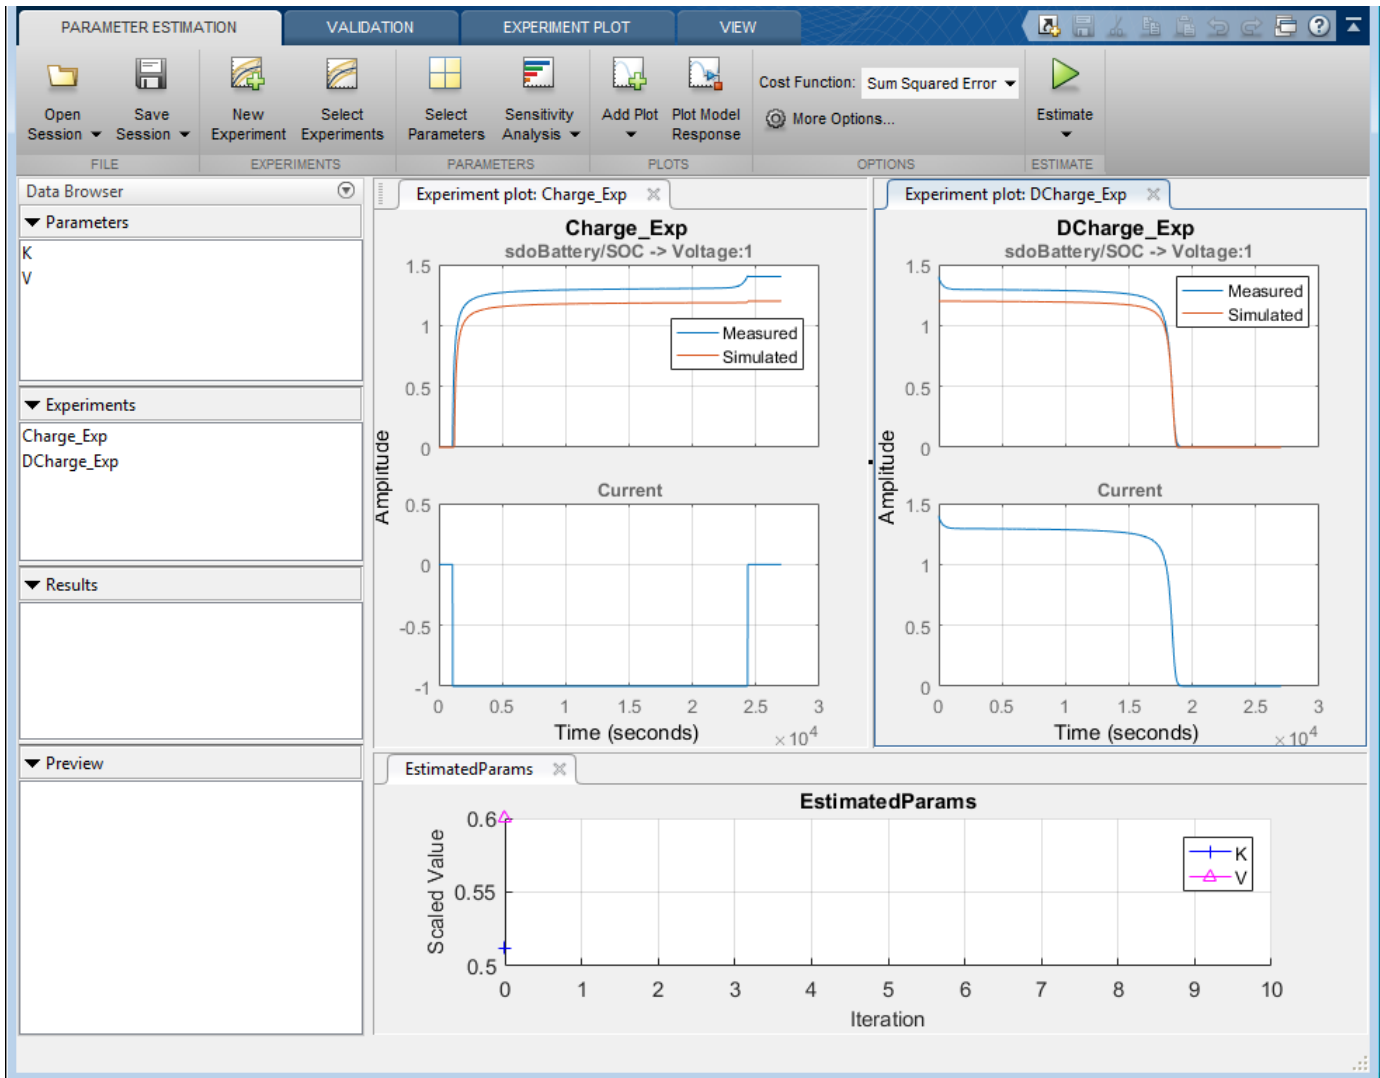 PARAMETER ESTIMATION VALIDATION EXPERIMENT PLOT VIEW
Open Session
Save Session
New Experiment
Select Experiments
Select Parameters
Sensitivity Analysis
Add Plot
Plot Model Response
Cost Function: Sum Squared Error
More Options...
Estimate
FILE EXPERIMENTS PARAMETERS PLOTS OPTIONS ESTIMATE
Data Browser
Parameters
K
V
Experiments
Charge_Exp
DCharge_Exp
Results
Preview
Experiment plot: Charge_Exp
Charge_Exp
sdoBattery/SOC -> Voltage:1
1.5
1
0.5
0
Measured
Simulated
Amplitude
Current
0.5
0
-0.5
-1
0 0.5 1 1.5 2 2.5 3
Time (seconds)
×10^4
Experiment plot: DCharge_Exp
DCharge_Exp
sdoBattery/SOC -> Voltage:1
1.5
1
0.5
0
Measured
Simulated
Amplitude
Current
1.5
1
0.5
0
0 0.5 1 1.5 2 2.5 3
Time (seconds)
×10^4
EstimatedParams
EstimatedParams
0.6
0.55
0.5
Scaled Value
K
V
0 1 2 3 4 5 6 7 8 9 10
Iteration